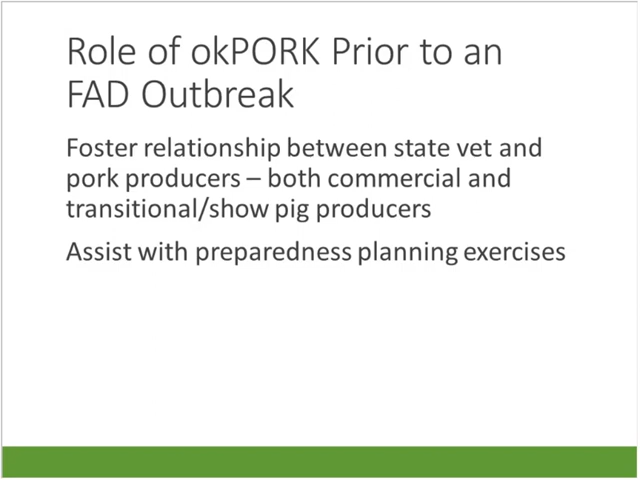 Role of okPORK Prior to an
FAD Outbreak
Foster relationship between state vet and
pork producers – both commercial and
transitional/show pig producers
Assist with preparedness planning exercises